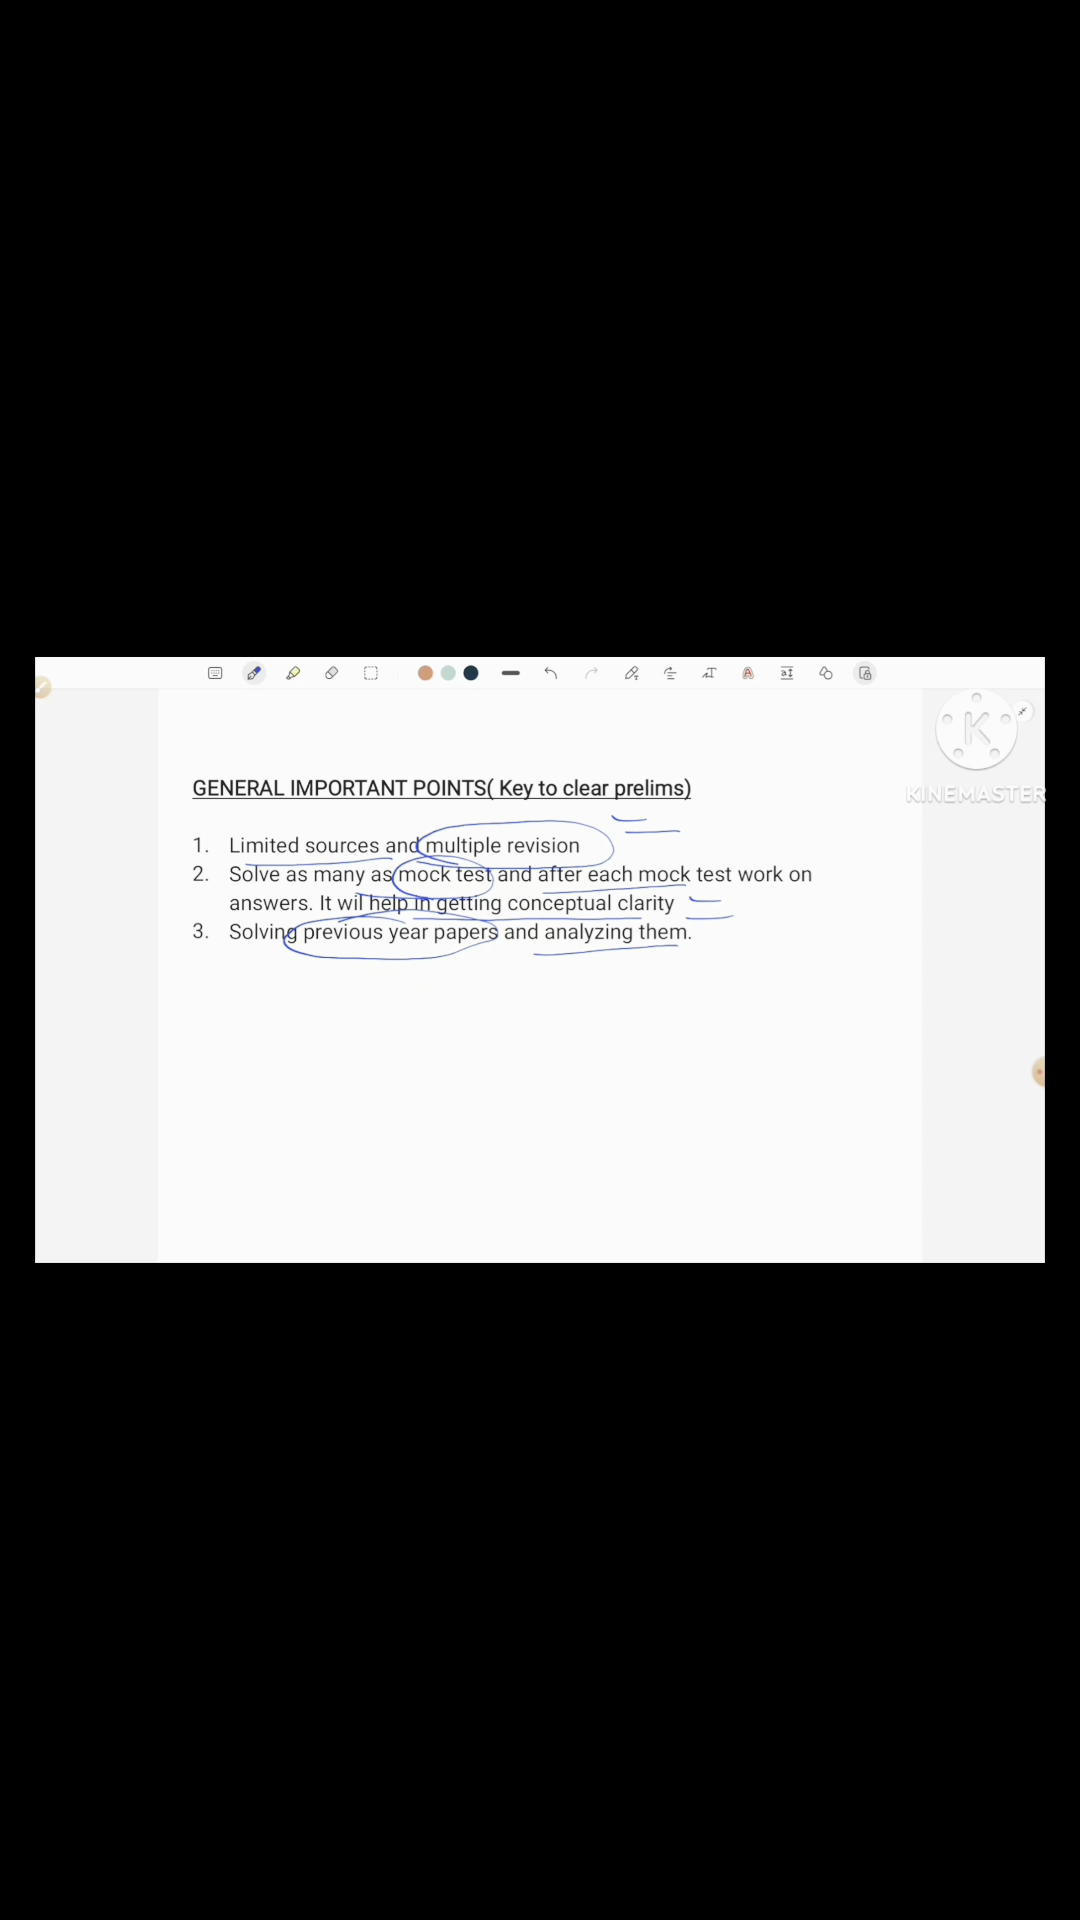 KINEMASTER
GENERAL IMPORTANT POINTS( Key to clear prelims)
1. Limited sources and multiple revision
2. Solve as many as mock test and after each mock test work on
answers. It wil help in getting conceptual clarity
3. Solving previous year papers and analyzing them.